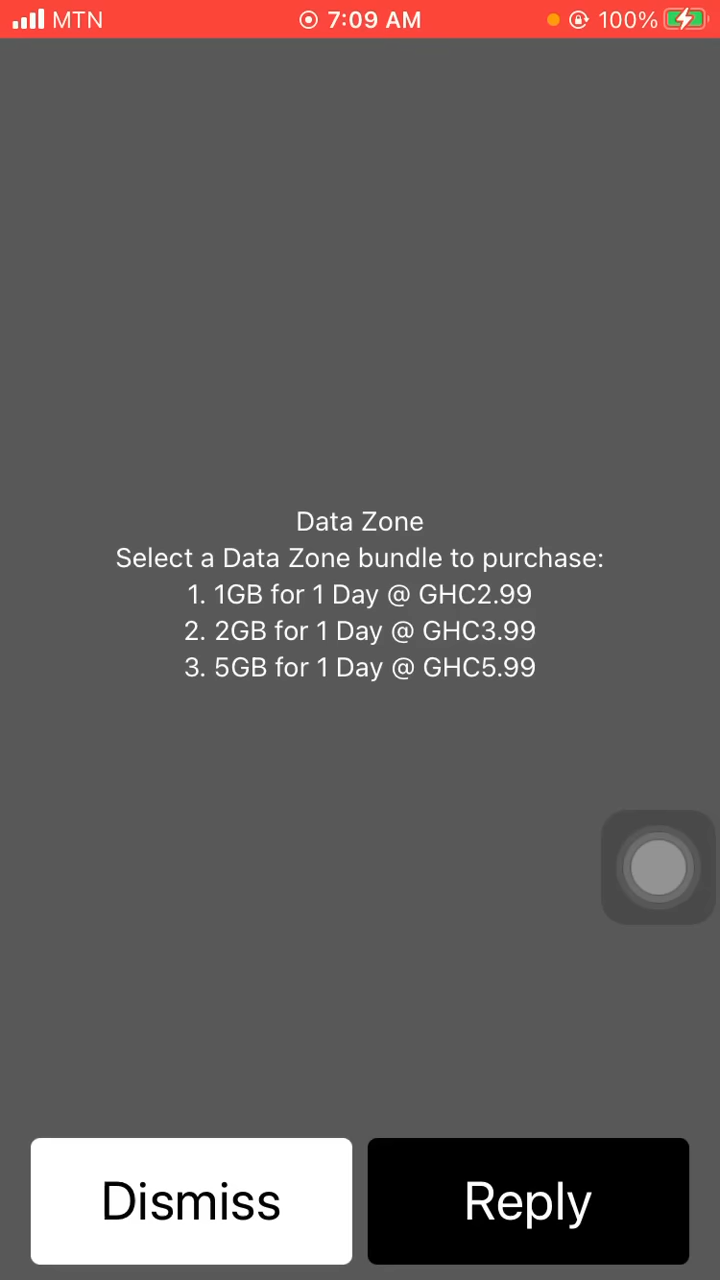 MTN 7:09 AM 100%
Data Zone
Select a Data Zone bundle to purchase:
1. 1GB for 1 Day @ GHC2.99
2. 2GB for 1 Day @ GHC3.99
3. 5GB for 1 Day @ GHC5.99
Dismiss Reply